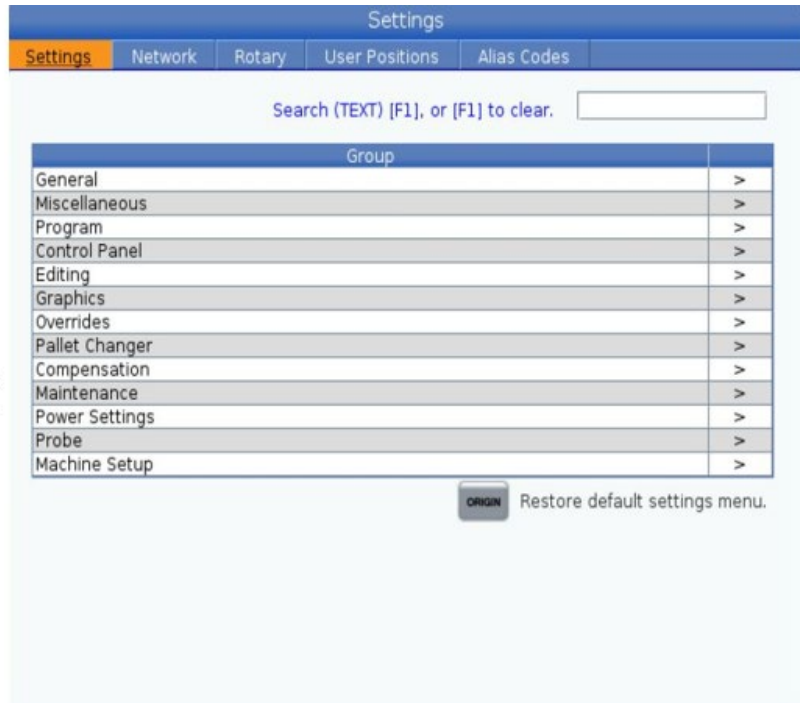 Settings
Settings Network Rotary User Positions Alias Codes
Search (TEXT) [F1], or [F1] to clear.
Group
General >
Miscellaneous >
Program >
Control Panel >
Editing >
Graphics >
Overrides >
Pallet Changer >
Compensation >
Maintenance >
Power Settings >
Probe >
Machine Setup >
ORIGIN Restore default settings menu.